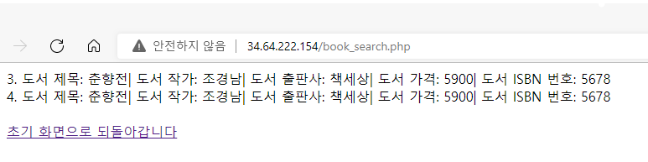 안전하지 않음 | 34.64.222.154/book_search.php
3. 도서 제목: 춘향전| 도서 작가: 조경남| 도서 출판사: 책세상| 도서 가격: 5900| 도서 ISBN 번호: 5678
4. 도서 제목: 춘향전| 도서 작가: 조경남| 도서 출판사: 책세상| 도서 가격: 5900| 도서 ISBN 번호: 5678
초기 화면으로 되돌아갑니다